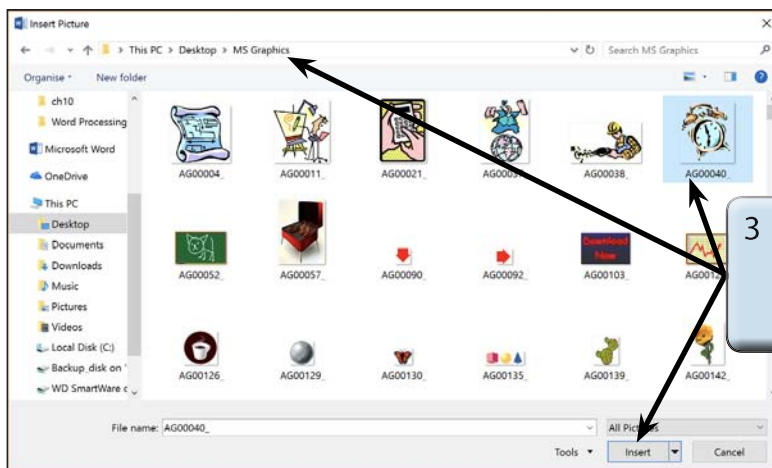 Insert Picture
This PC > Desktop > MS Graphics
Search MS Graphics
Organise
New folder
ch10
Word Processing
Microsoft Word
OneDrive
This PC
Desktop
Documents
Downloads
Music
Pictures
Videos
Local Disk (C:)
Backup_disk on
WD SmartWare
AG00004_
AG00011_
AG00021_
AG00038_
AG00040_
AG00052_
AG00057_
AG00090_
AG00092_
Download
Now
AG00103_
AG00126_
AG00129_
AG00130_
AG00135_
AG00139_
AG00142_
3
File name: AG00040_
All Pictures
Tools
Insert
Cancel